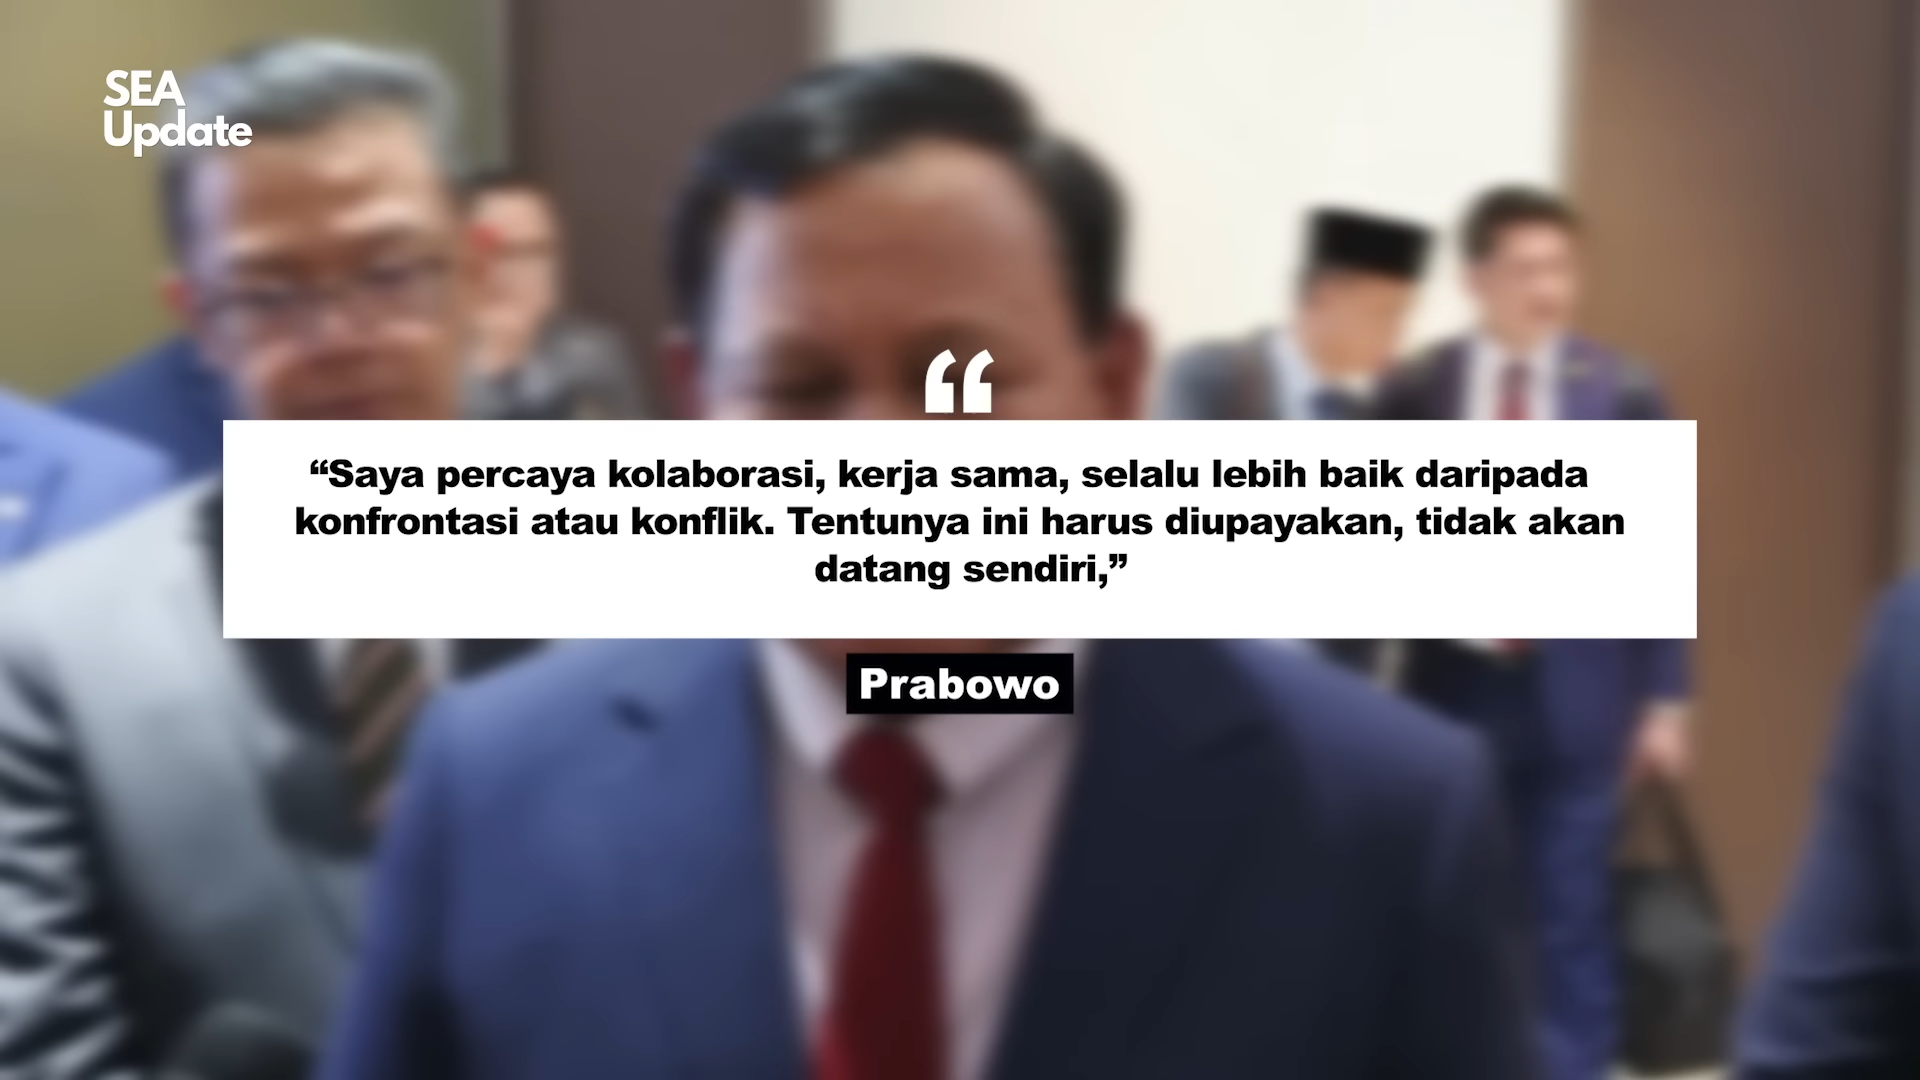 SEA
Update
“
“Saya percaya kolaborasi, kerja sama, selalu lebih baik daripada
konfrontasi atau konflik. Tentunya ini harus diupayakan, tidak akan
datang sendiri,”
Prabowo